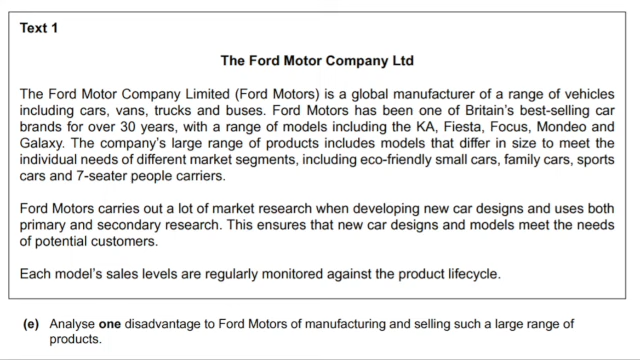 Text 1
The Ford Motor Company Ltd
The Ford Motor Company Limited (Ford Motors) is a global manufacturer of a range of vehicles
including cars, vans, trucks and buses. Ford Motors has been one of Britain's best-selling car
brands for over 30 years, with a range of models including the KA, Fiesta, Focus, Mondeo and
Galaxy. The company's large range of products includes models that differ in size to meet the
individual needs of different market segments, including eco-friendly small cars, family cars, sports
cars and 7-seater people carriers.
Ford Motors carries out a lot of market research when developing new car designs and uses both
primary and secondary research. This ensures that new car designs and models meet the needs
of potential customers.
Each model's sales levels are regularly monitored against the product lifecycle.
(e) Analyse one disadvantage to Ford Motors of manufacturing and selling such a large range of
products.